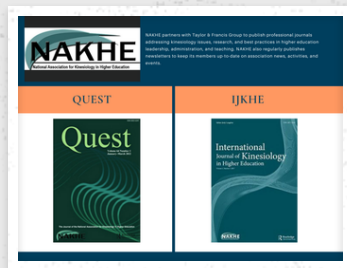 NAKHE
National Association for Kinesiology in Higher Education
NAKHE partners with Taylor & Francis Group to publish professional journals
addressing kinesiology issues, research, and best practices in higher education
leadership, administration, and teaching. NAKHE also regularly publishes
newsletters to keep its members up to date on association news, activities, and
events.
QUEST
IJKHE
Quest
International
Journal of Kinesiology
in Higher Education
NAKHE